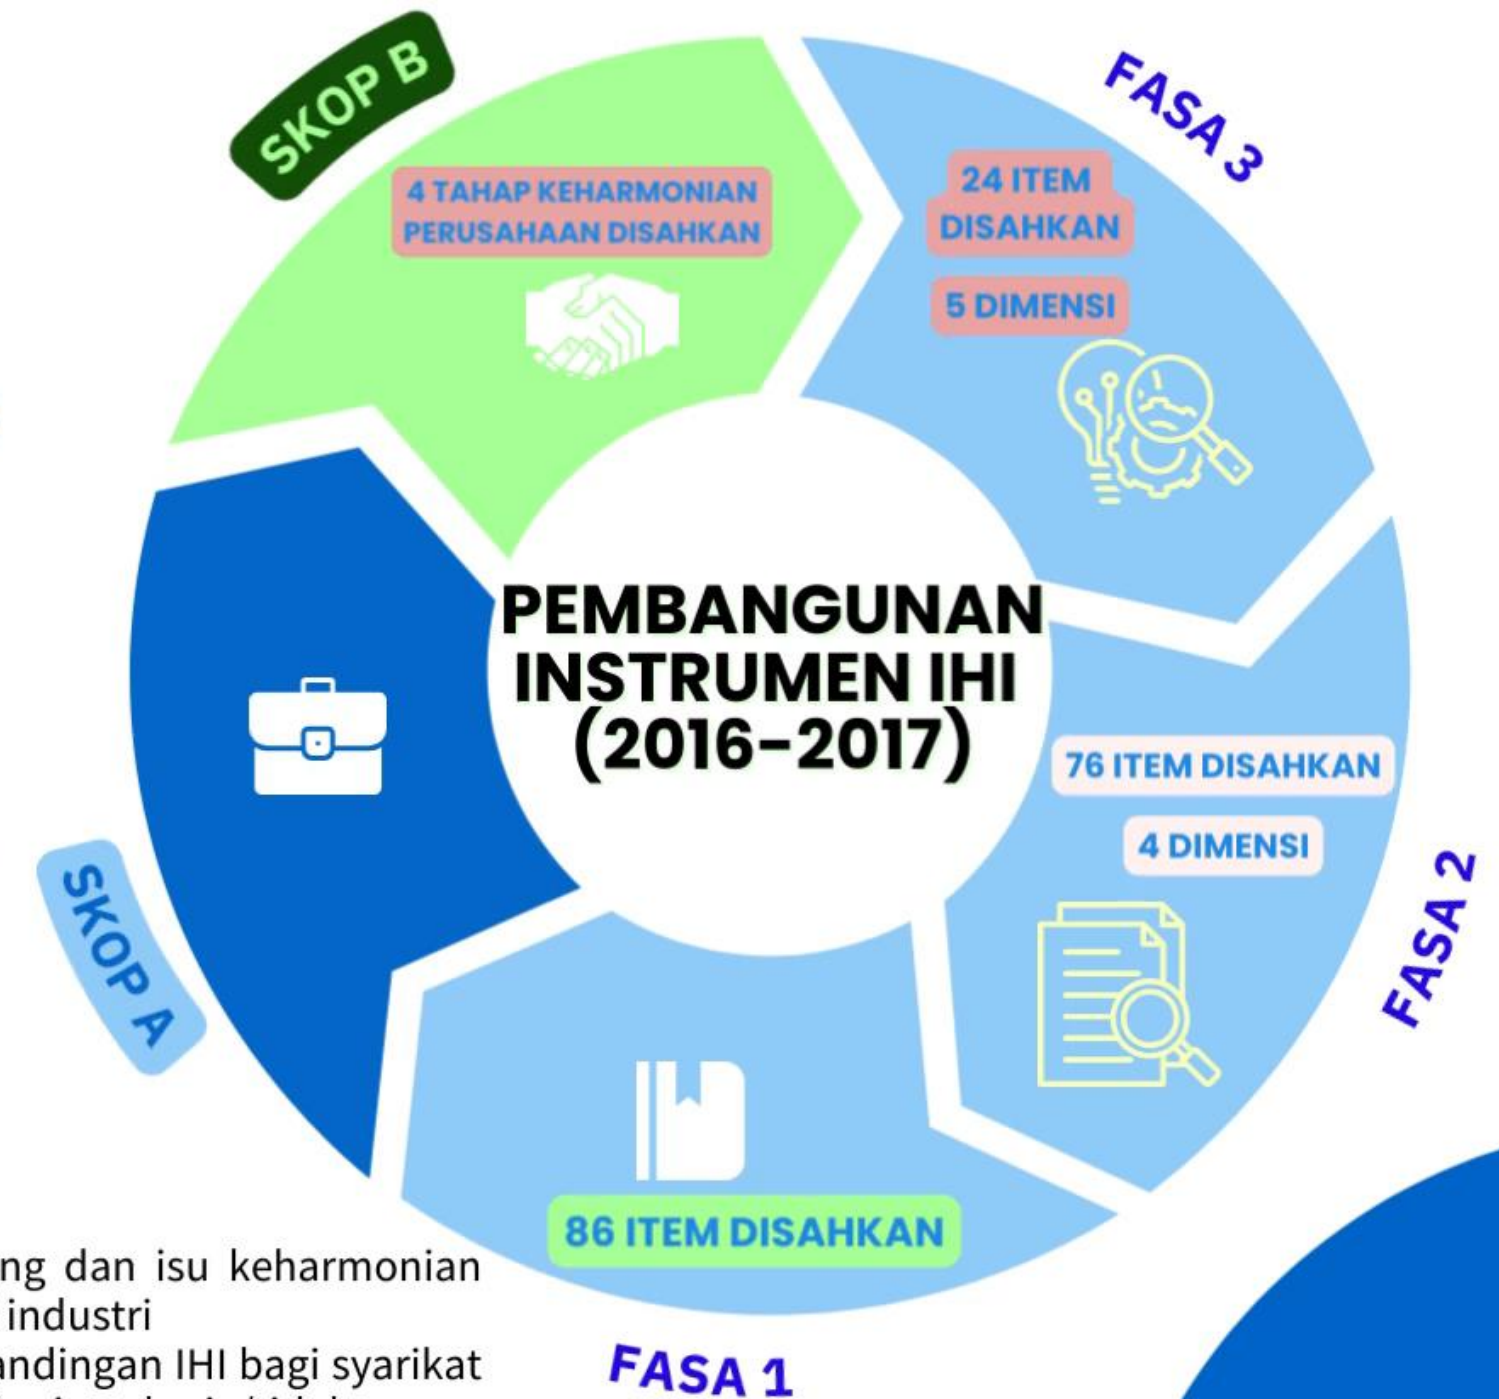 SKOP B
4 TAHAP KEHARMONIAN
PERUSAHAAN DISAHKAN
FASA 3
24 ITEM
DISAHKAN
5 DIMENSI
PEMBANGUNAN
INSTRUMEN IHI
(2016-2017)
76 ITEM DISAHKAN
4 DIMENSI
FASA 2
SKOP A
86 ITEM DISAHKAN
FASA 1
dan isu keharmonian
industri
IHI bagi syarikat